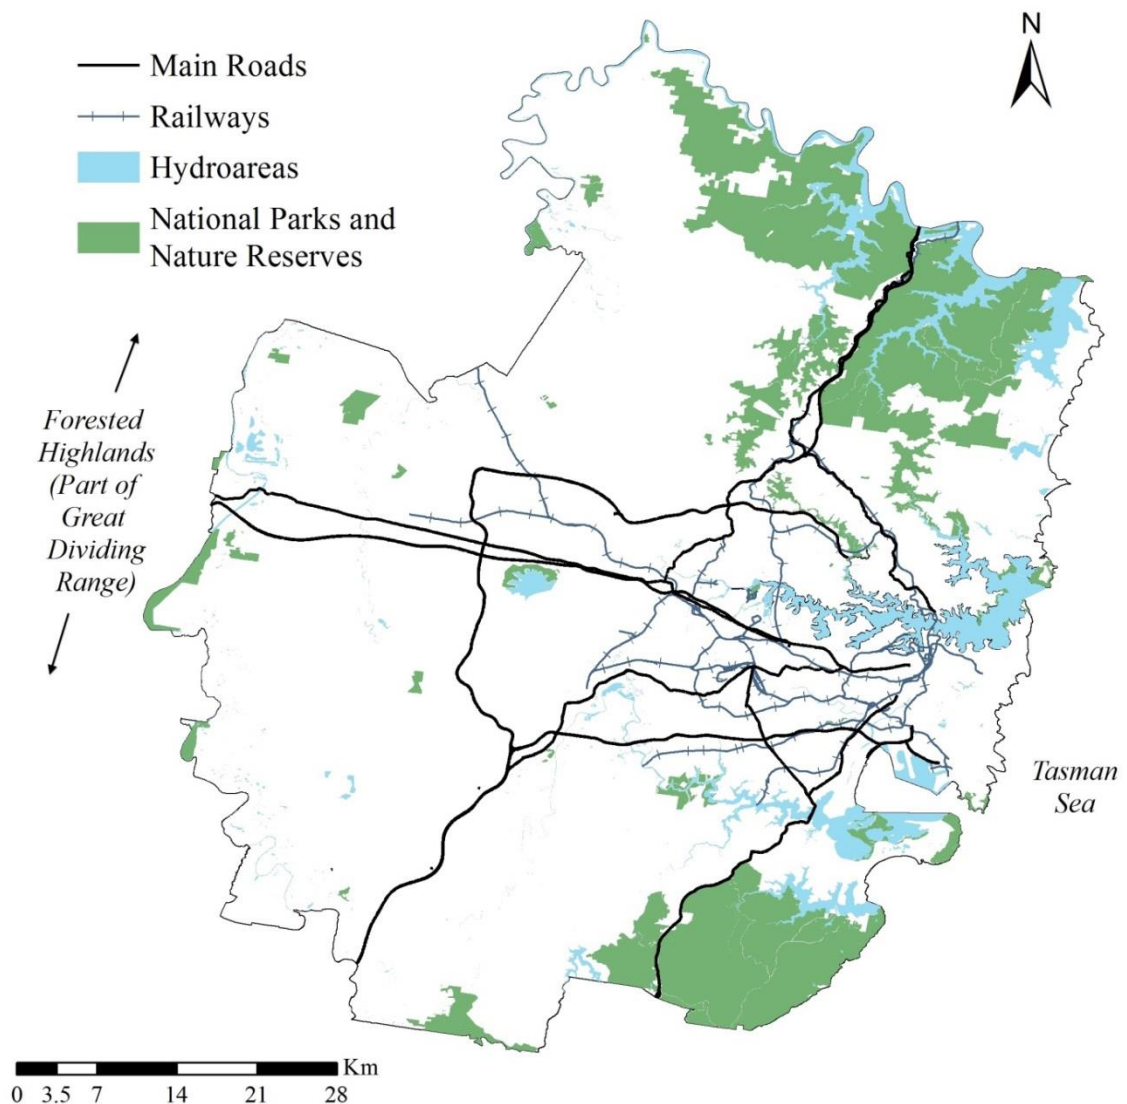 N
Main Roads
Railways
Hydroareas
National Parks and
Nature Reserves
Forested
Highlands
(Part of
Great
Dividing
Range)
Tasman
Sea
Km
0 3.5 7 14 21 28